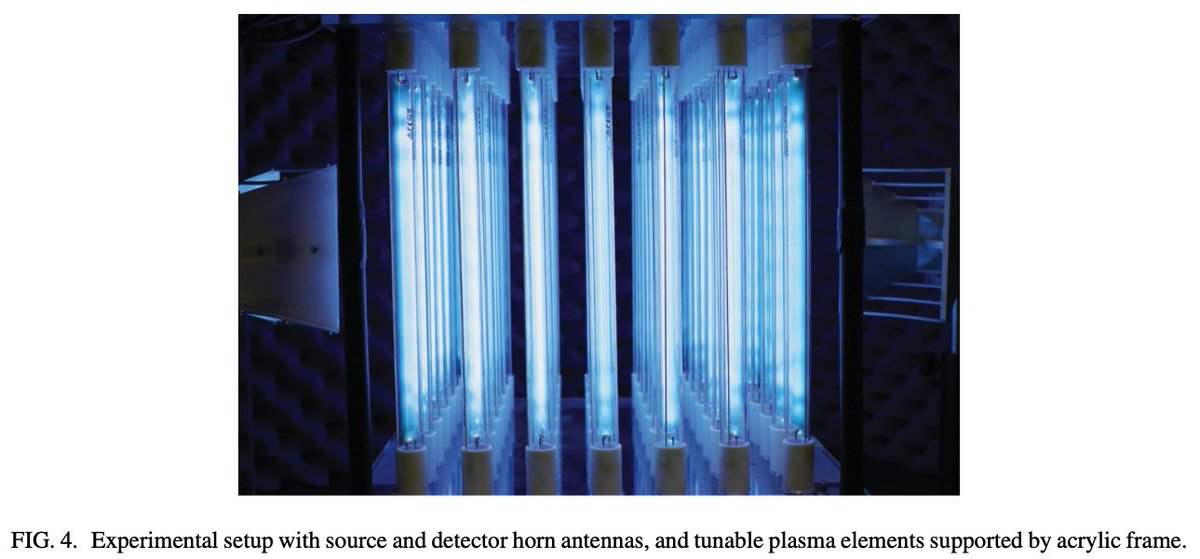 FIG. 4. Experimental setup with source and detector horn antennas, and tunable plasma elements supported by acrylic frame.